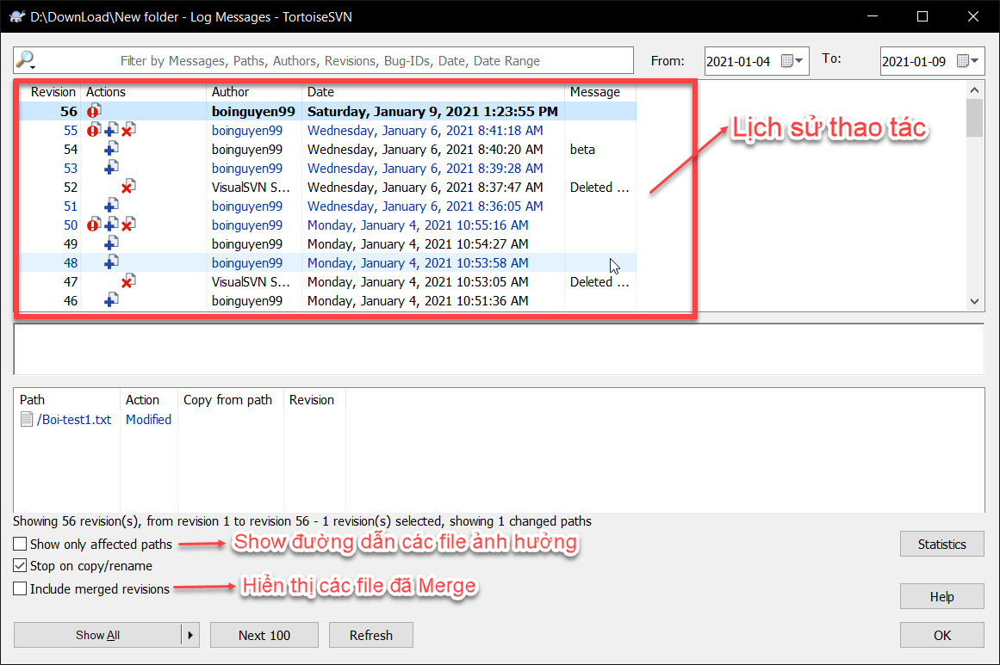 D:\DownLoad\New folder - Log Messages - TortoiseSVN
Filter by Messages, Paths, Authors, Revisions, Bug-IDs, Date, Date Range From: 2021-01-04 To: 2021-01-09
Revision Actions Author Date Message
56 boinguyen99 Saturday, January 9, 2021 1:23:55 PM
55 boinguyen99 Wednesday, January 6, 2021 8:41:18 AM
Lịch sử thao tác
54 boinguyen99 Wednesday, January 6, 2021 8:40:20 AM beta
53 boinguyen99 Wednesday, January 6, 2021 8:39:28 AM
52 VisualSVN S... Wednesday, January 6, 2021 8:37:47 AM Deleted ...
51 boinguyen99 Wednesday, January 6, 2021 8:36:05 AM
50 boinguyen99 Monday, January 4, 2021 10:55:16 AM
49 boinguyen99 Monday, January 4, 2021 10:54:27 AM
48 boinguyen99 Monday, January 4, 2021 10:53:58 AM
47 VisualSVN S... Monday, January 4, 2021 10:53:05 AM Deleted ...
46 boinguyen99 Monday, January 4, 2021 10:51:36 AM
Path Action Copy from path Revision
/Boi-test1.txt Modified
Showing 56 revision(s), from revision 1 to revision 56 - 1 revision(s) selected, showing 1 changed paths
Show only affected paths Show đường dẫn các file ảnh hưởng Statistics
Stop on copy/rename
Include merged revisions Hiển thị các file đã Merge
Help
Show All Next 100 Refresh OK